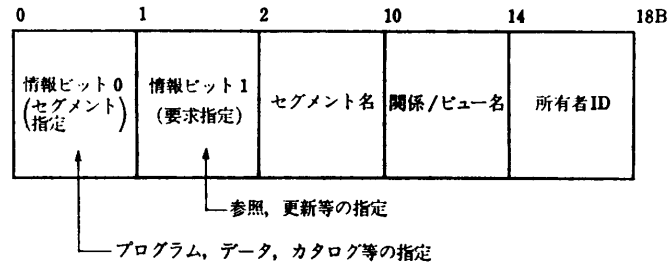 0 1 2 10 14 18B
情報ビット0
(セグメント)
指定
情報ビット1
(要求指定)
セグメント名
関係/ビュー名
所有者ID
参照,更新等の指定
プログラム,データ,カタログ等の指定